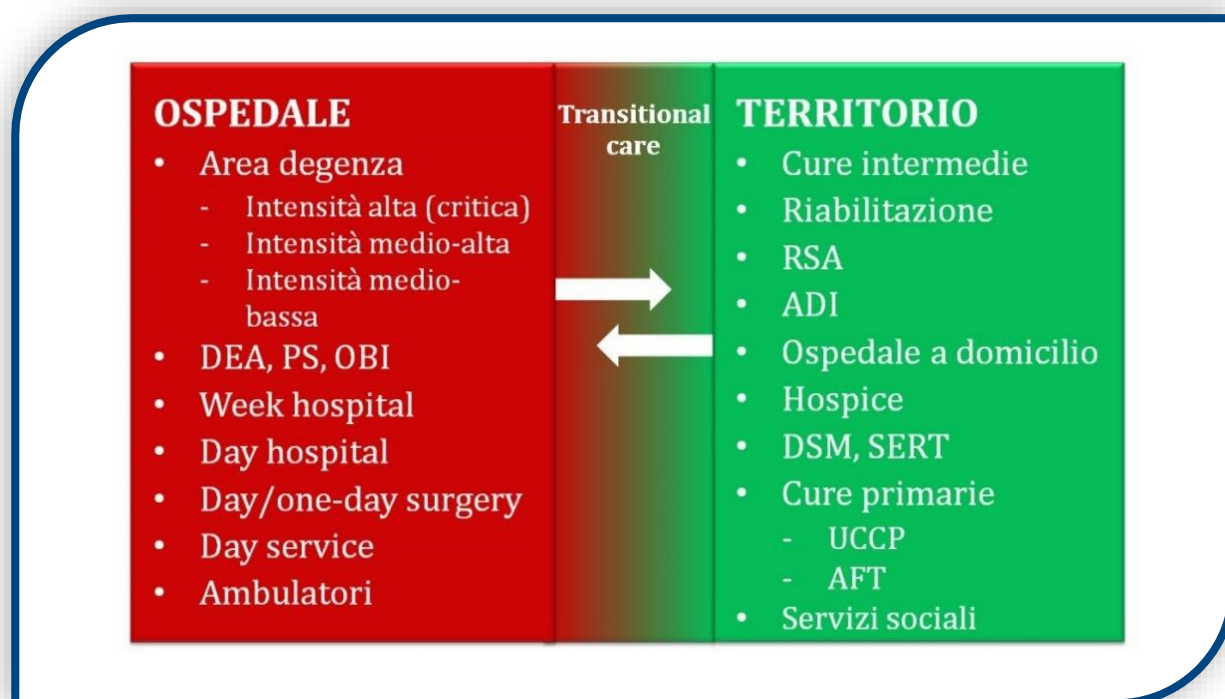 OSPEDALE
• Area degenza
- Intensità alta (critica)
- Intensità medio-alta
- Intensità medio-
bassa
• DEA, PS, OBI
• Week hospital
• Day hospital
• Day/one-day surgery
• Day service
• Ambulatori
Transitional
care
TERRITORIO
• Cure intermedie
• Riabilitazione
• RSA
• ADI
• Ospedale a domicilio
• Hospice
• DSM, SERT
• Cure primarie
- UCCP
- AFT
• Servizi sociali